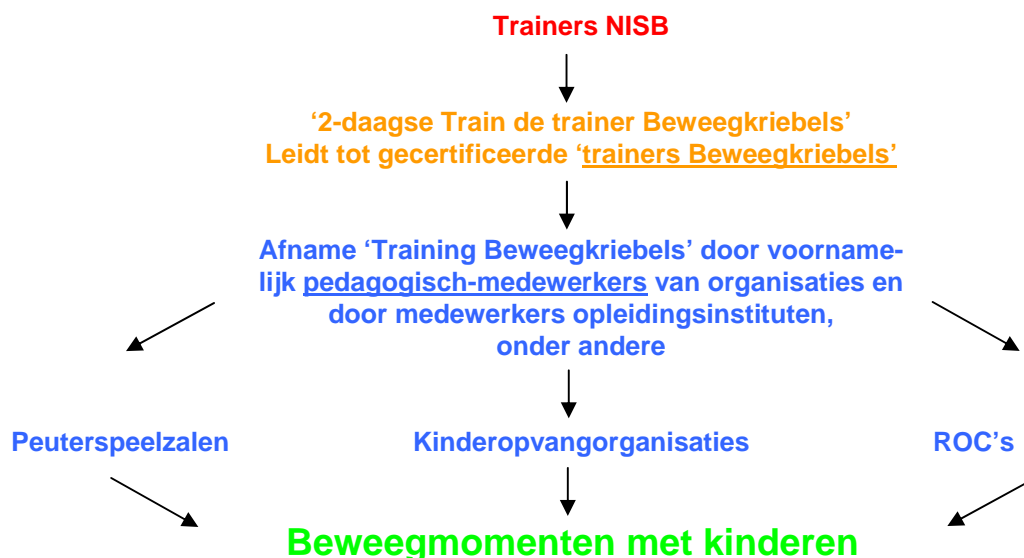 Trainers NISB
‘2-daagse Train de trainer Beweegkriebels’
Leidt tot gecertificeerde ‘trainers Beweegkriebels’
Afname ‘Training Beweegkriebels’ door voorname-
lijk pedagogisch-medewerkers van organisaties en
door medewerkers opleidingsinstituten,
onder andere
Peuterspeelzalen Kinderopvangorganisaties ROC’s
Beweegmomenten met kinderen